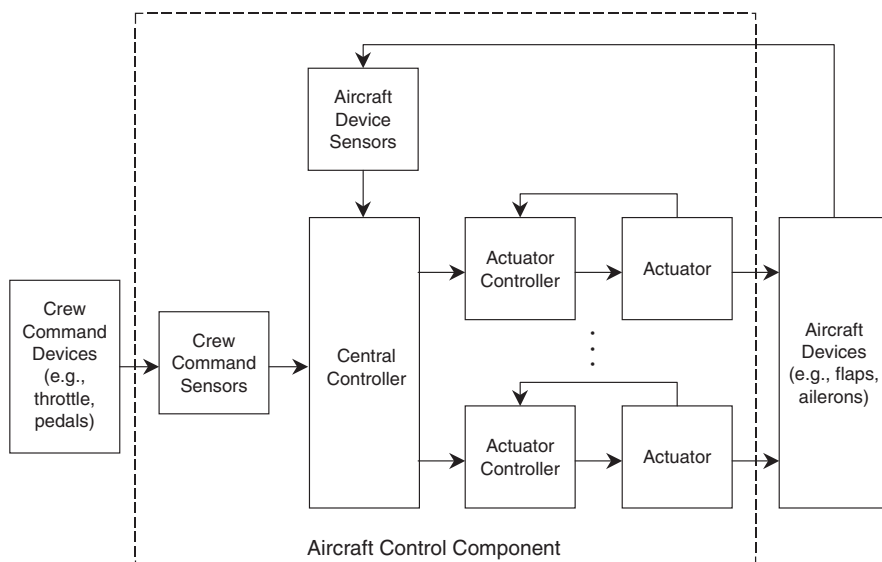 Aircraft
Device
Sensors
Crew
Command
Devices
(e.g.,
throttle,
pedals)
Crew
Command
Sensors
Central
Controller
Actuator
Controller
Actuator
Actuator
Controller
Actuator
Aircraft
Devices
(e.g., flaps,
ailerons)
Aircraft Control Component